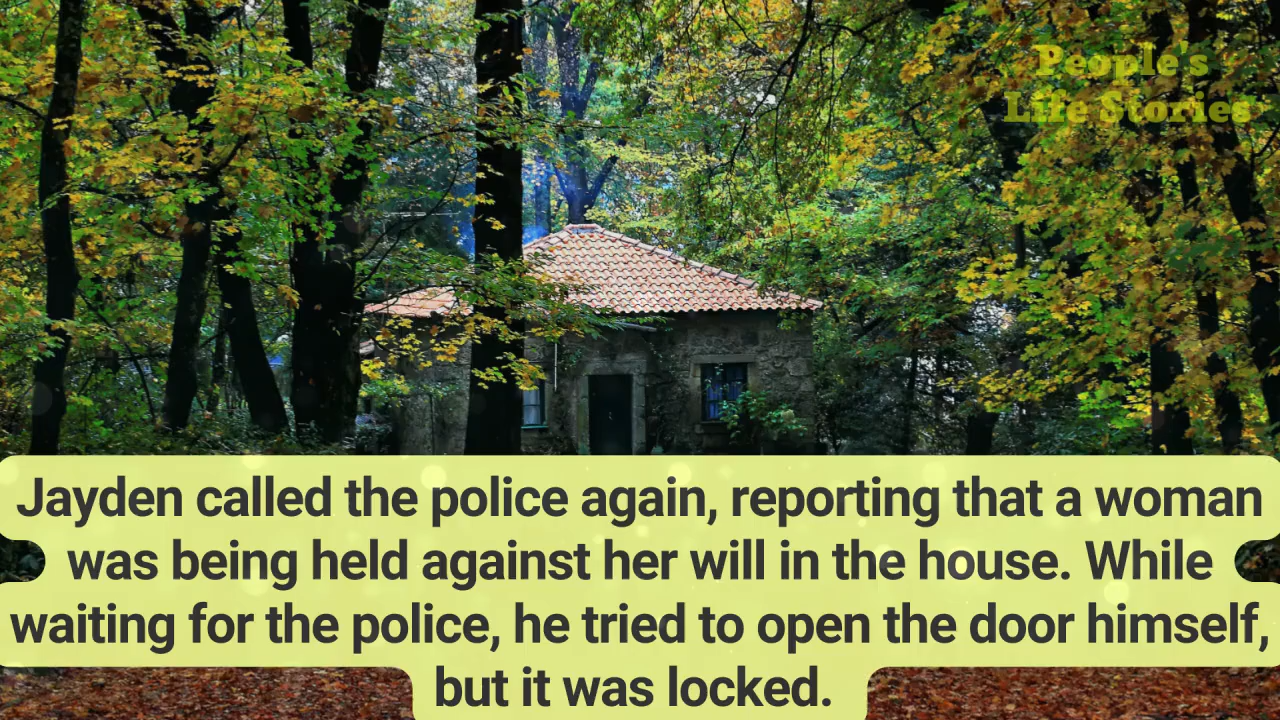 People's
Life Stories
Jayden called the police again, reporting that a woman
was being held against her will in the house. While
waiting for the police, he tried to open the door himself,
but it was locked.